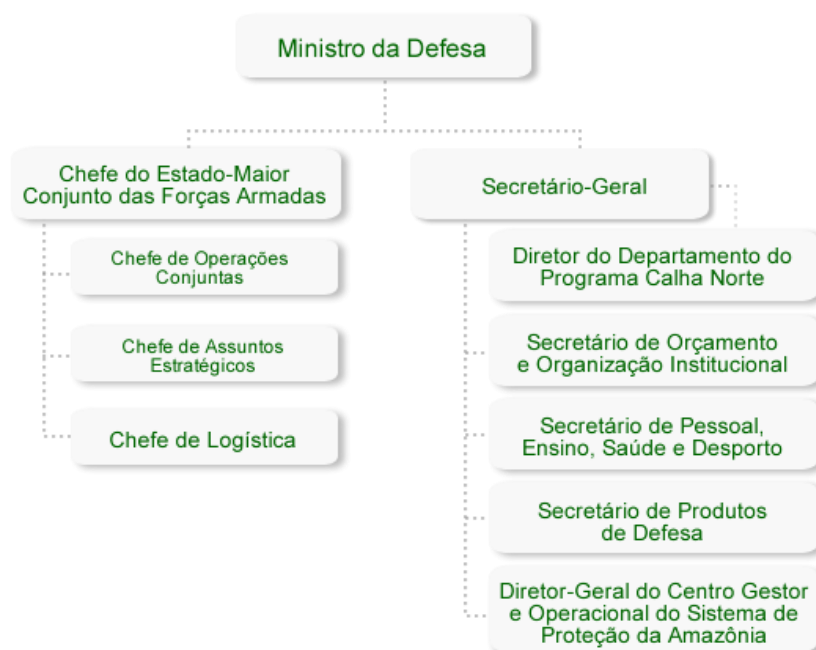 Ministro da Defesa
Chefe do Estado-Maior
Conjunto das Forças Armadas
Chefe de Operações
Conjuntas
Chefe de Assuntos
Estratégicos
Chefe de Logística
Secretário-Geral
Diretor do Departamento do
Programa Calha Norte
Secretário de Orçamento
e Organização Institucional
Secretário de Pessoal,
Ensino, Saúde e Desporto
Secretário de Produtos
de Defesa
Diretor-Geral do Centro Gestor
e Operacional do Sistema de
Proteção da Amazônia